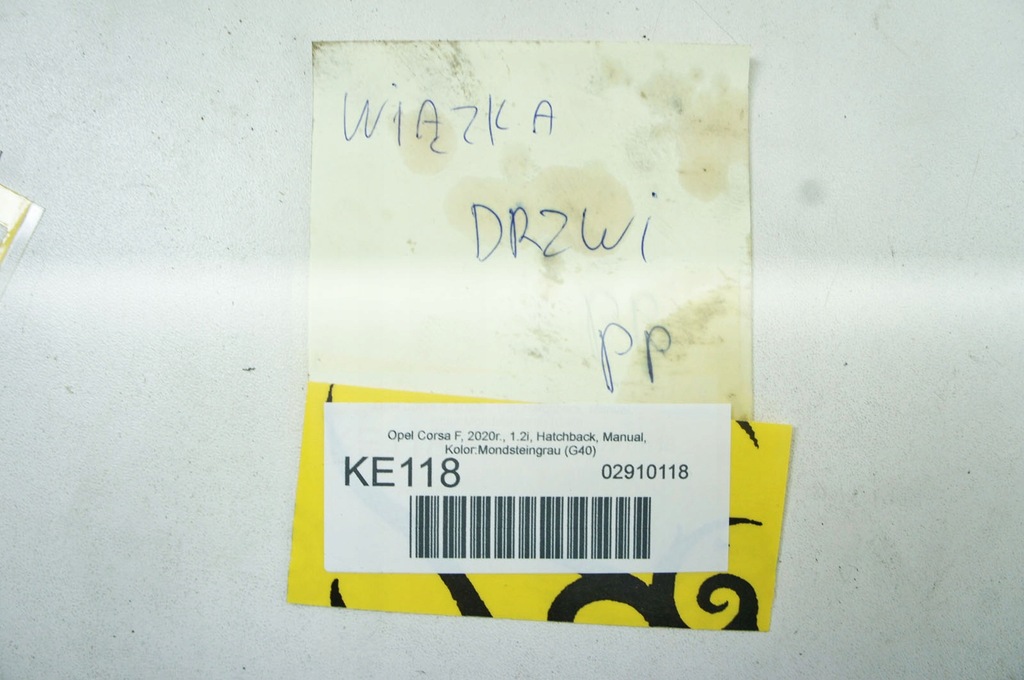 WIĄZKA
DRZWI
PP
Opel Corsa F, 2020r., 1.2i, Hatchback, Manual,
Kolor:Mondsteingrau (G40)
KE118 02910118